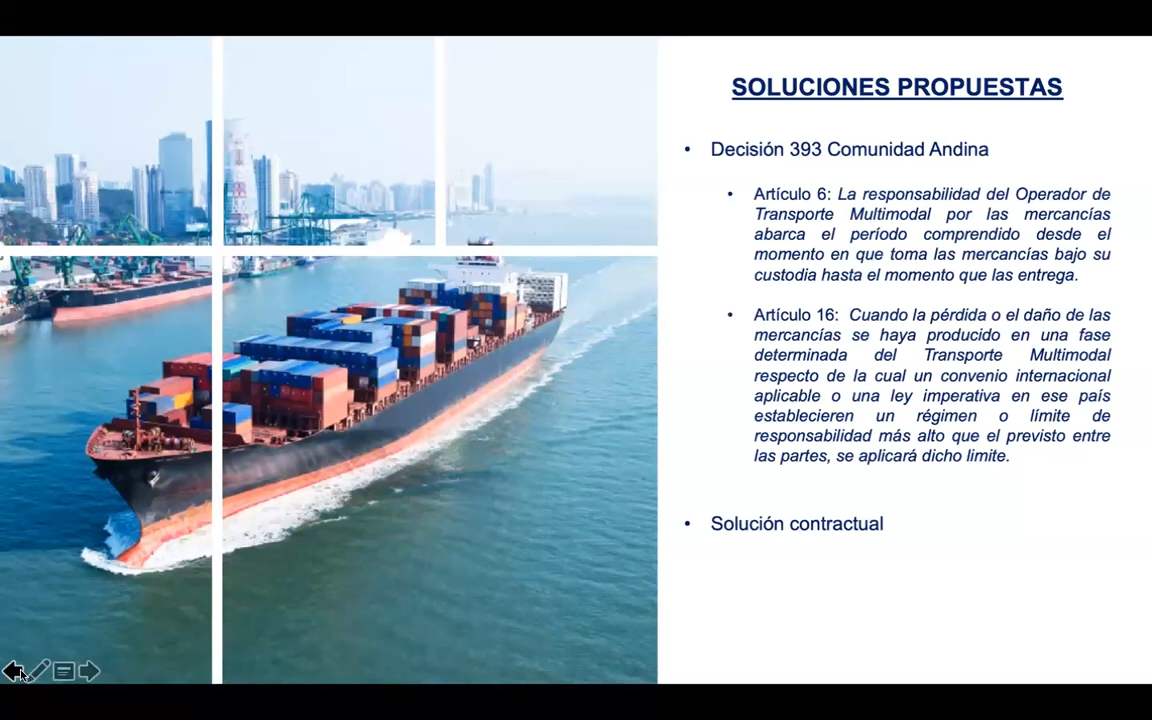 SOLUCIONES PROPUESTAS
• Decisión 393 Comunidad Andina
• Artículo 6: La responsabilidad del Operador de
Transporte Multimodal por las mercancías
abarca el período comprendido desde el
momento en que toma las mercancías bajo su
custodia hasta el momento que las entrega.
• Artículo 16: Cuando la pérdida o el daño de las
mercancías se haya producido en una fase
determinada del Transporte Multimodal
respecto de la cual un convenio internacional
aplicable o una ley imperativa en ese país
establecieren un régimen o límite de
responsabilidad más alto que el previsto entre
las partes, se aplicará dicho limite.
• Solución contractual